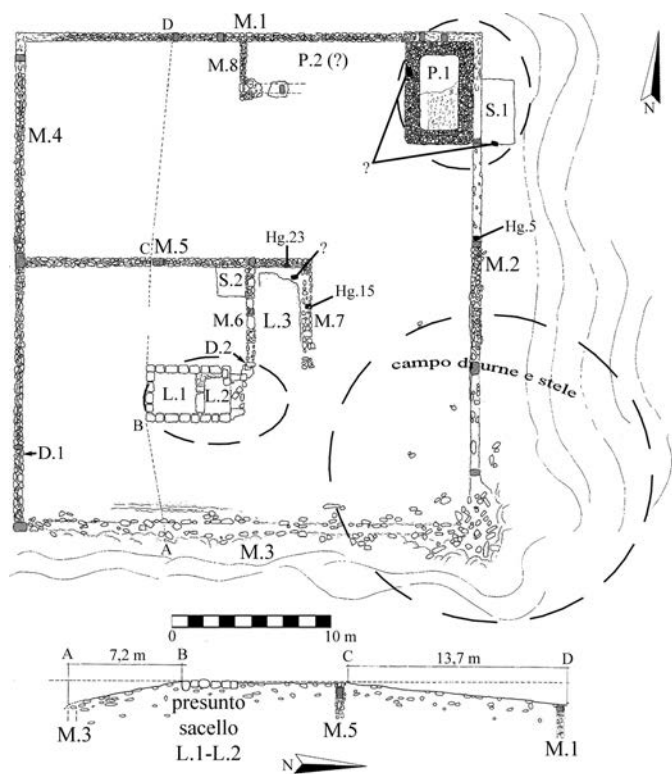 D
M.1
M.8
P.2 (?)
P.1
S.1
N
M.4
?
C
M.5
Hg.23
?
Hg.5
M.2
S.2
M.6
L.3
Hg.15
M.7
D.2
campo di urne e stele
L.1
L.2
B
D.1
A
M.3
0
10 m
A
7,2 m
B
C
13,7 m
D
presunto
sacello
L.1-L.2
M.3
M.5
N
M.1